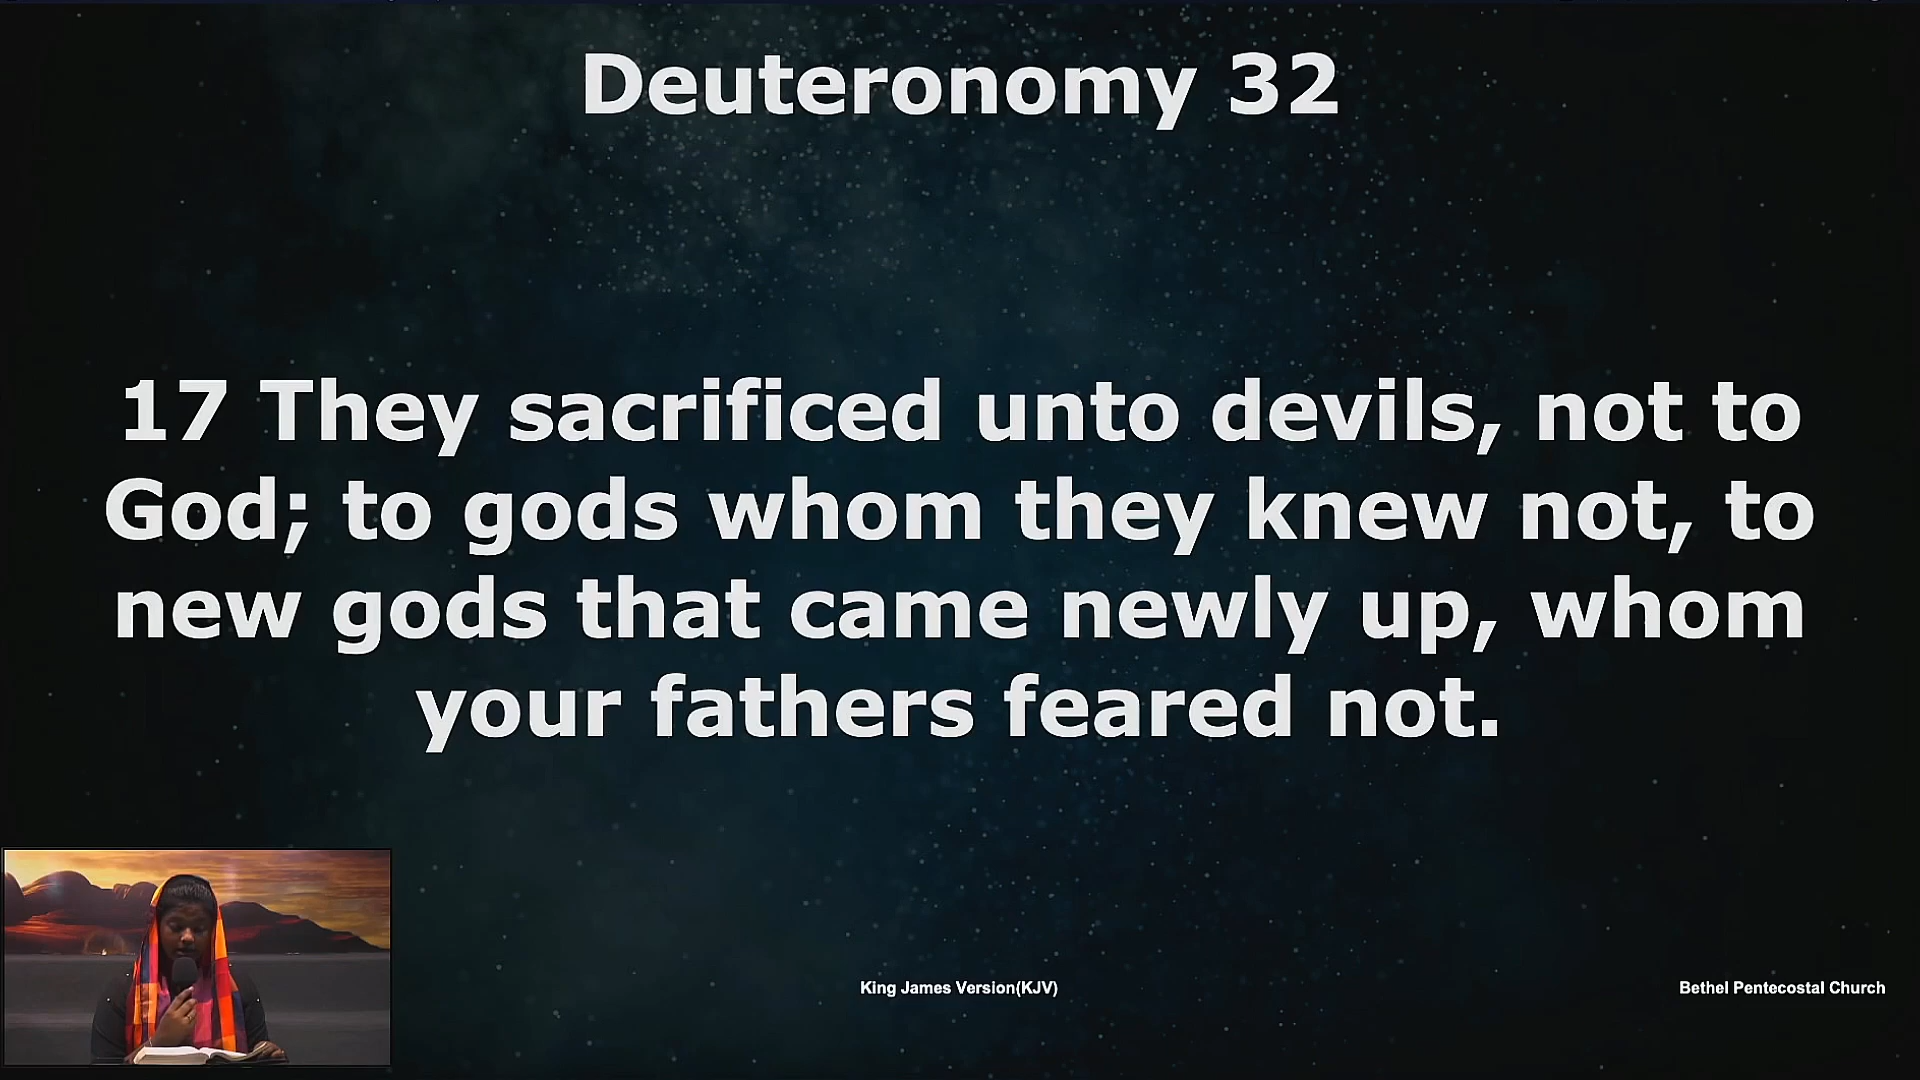 Deuteronomy 32
17 They sacrificed unto devils, not to
God; to gods whom they knew not, to
new gods that came newly up, whom
your fathers feared not.
King James Version(KJV)
Bethel Pentecostal Church